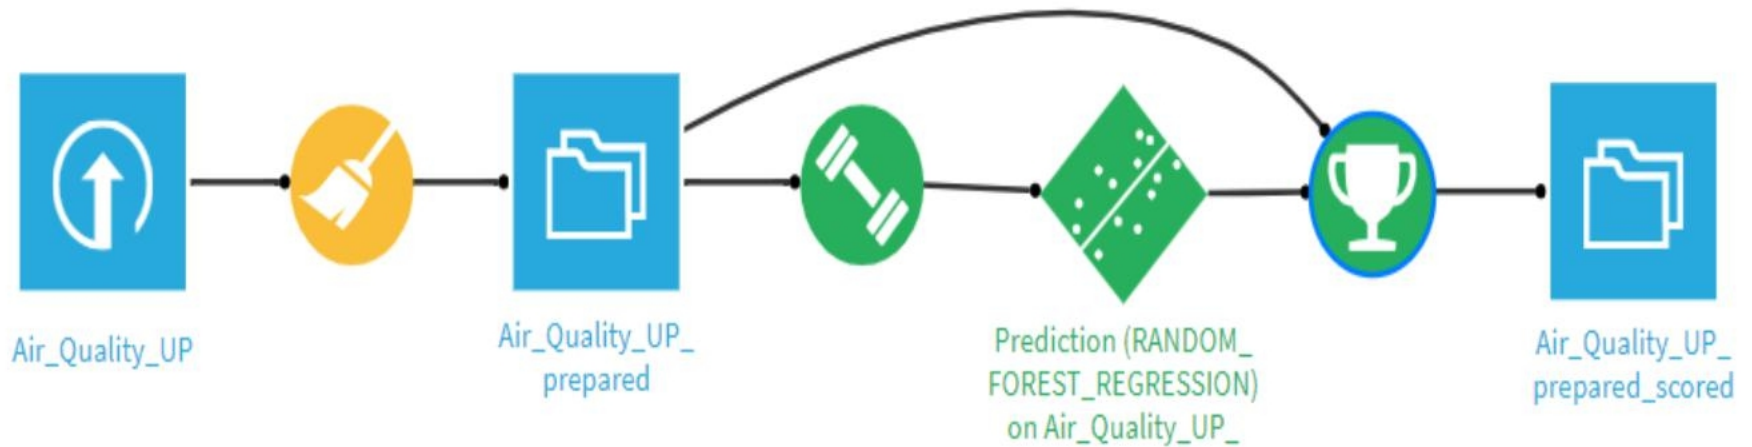 Air_Quality_UP
Air_Quality_UP_
prepared
Prediction (RANDOM_
FOREST_REGRESSION)
on Air_Quality_UP_
Air_Quality_UP_
prepared_scored